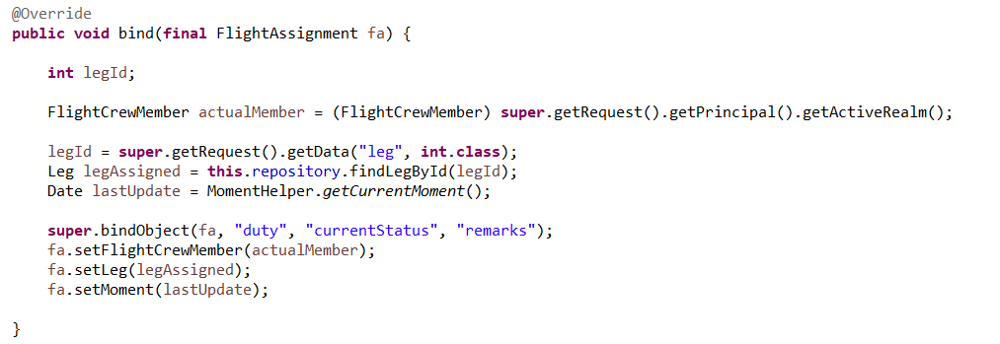 @Override
public void bind(final FlightAssignment fa) {
int legId;
FlightCrewMember actualMember = (FlightCrewMember) super.getRequest().getPrincipal().getActiveRealm();
legId = super.getRequest().getData("leg", int.class);
Leg legAssigned = this.repository.findLegById(legId);
Date lastUpdate = MomentHelper.getCurrentMoment();
super.bindObject(fa, "duty", "currentStatus", "remarks");
fa.setFlightCrewMember(actualMember);
fa.setLeg(legAssigned);
fa.setMoment(lastUpdate);
}